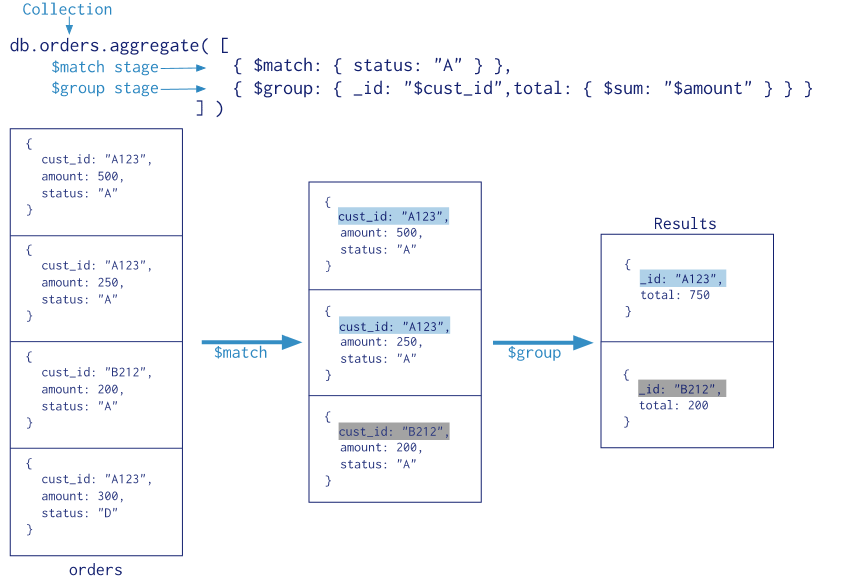 Collection
db.orders.aggregate( [
$match stage { $match: { status: "A" } },
$group stage { $group: { _id: "$cust_id",total: { $sum: "$amount" } } }
] )
{
cust_id: "A123",
amount: 500,
status: "A"
}
{
cust_id: "A123",
amount: 250,
status: "A"
}
{
cust_id: "B212",
amount: 200,
status: "A"
}
{
cust_id: "A123",
amount: 300,
status: "D"
}
orders
$match
{
cust_id: "A123",
amount: 500,
status: "A"
}
{
cust_id: "A123",
amount: 250,
status: "A"
}
{
cust_id: "B212",
amount: 200,
status: "A"
}
$group
Results
{
_id: "A123",
total: 750
}
{
_id: "B212",
total: 200
}